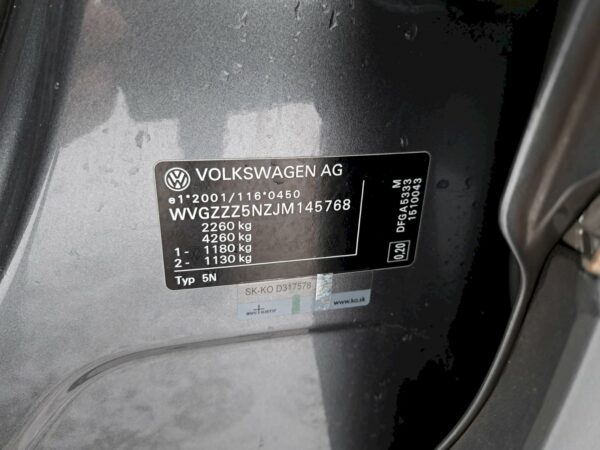 VOLKSWAGEN AG
e1*2001/116*0450
WVGZZZ5NZJM145768
2260 kg
4260 kg
1- 1180 kg
2- 1130 kg
Typ 5N
0,20
DFGA5333 M
1510043
SK-KO D317578
www.ko.sk